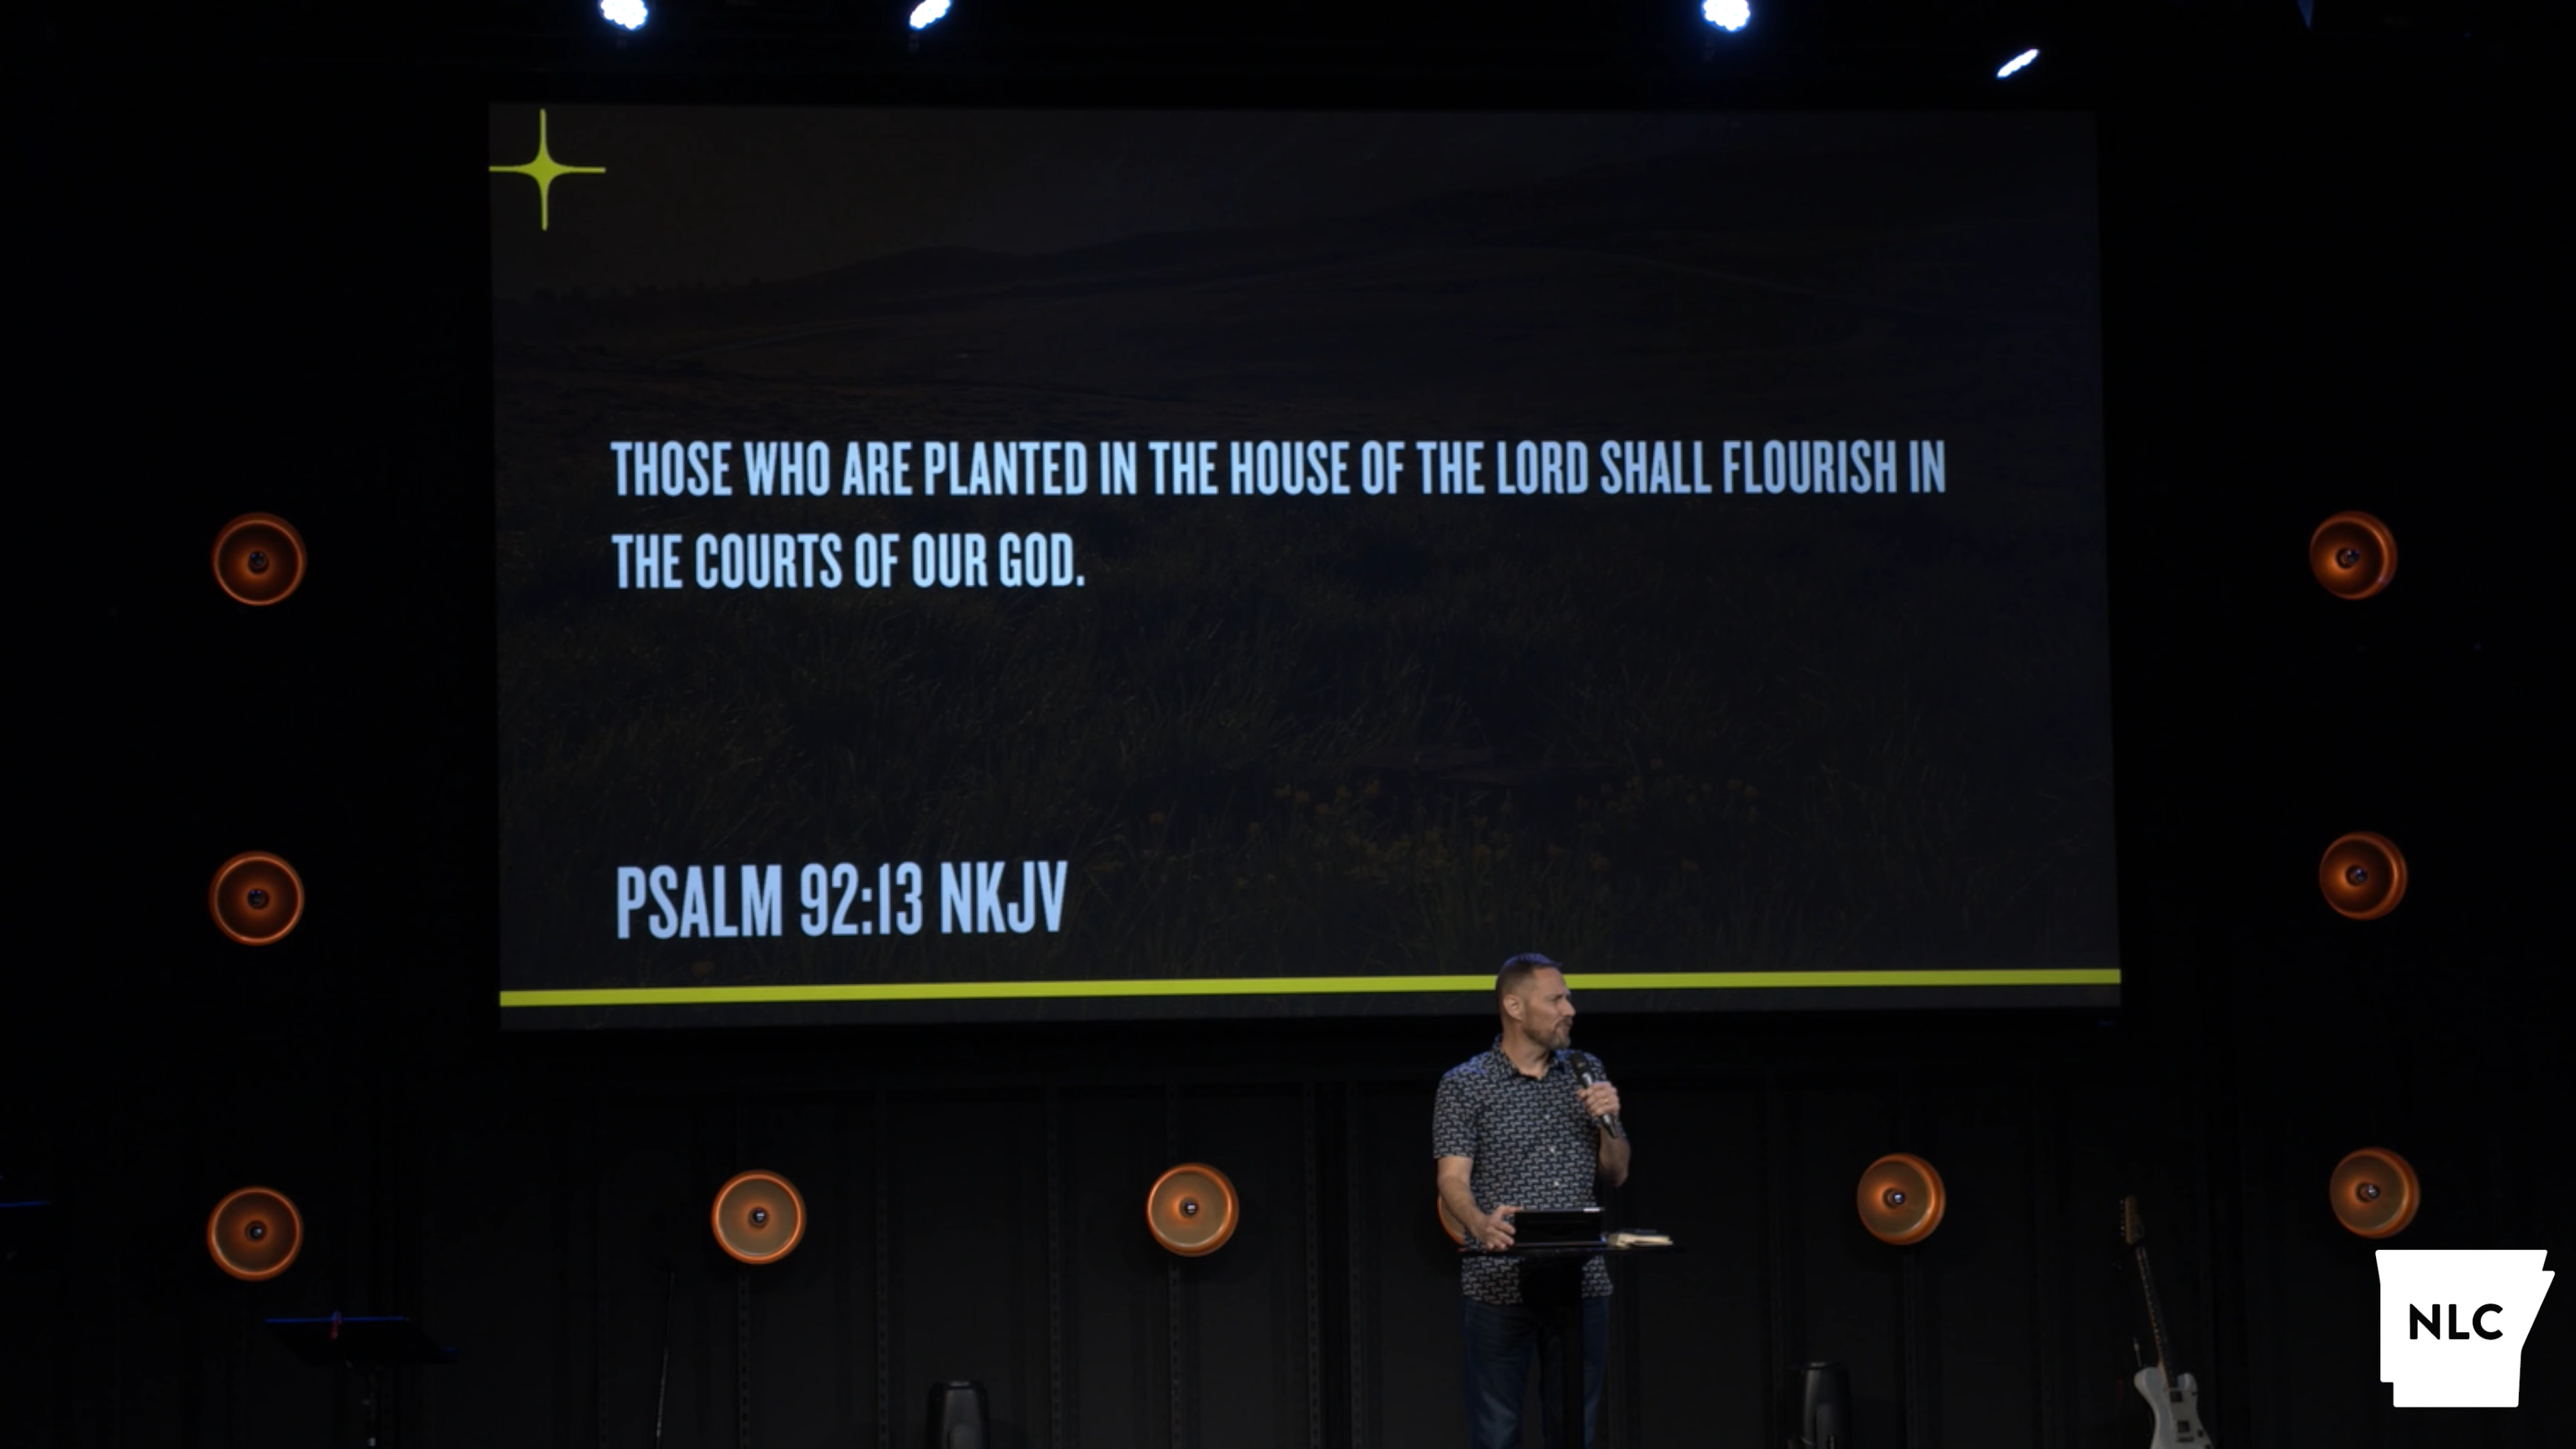 THOSE WHO ARE PLANTED IN THE HOUSE OF THE LORD SHALL FLOURISH IN
THE COURTS OF OUR GOD.
PSALM 92:13 NKJV
NLC